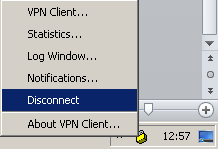 VPN Client...
Statistics...
Log Window...
Notifications...
Disconnect
About VPN Client...
12:57